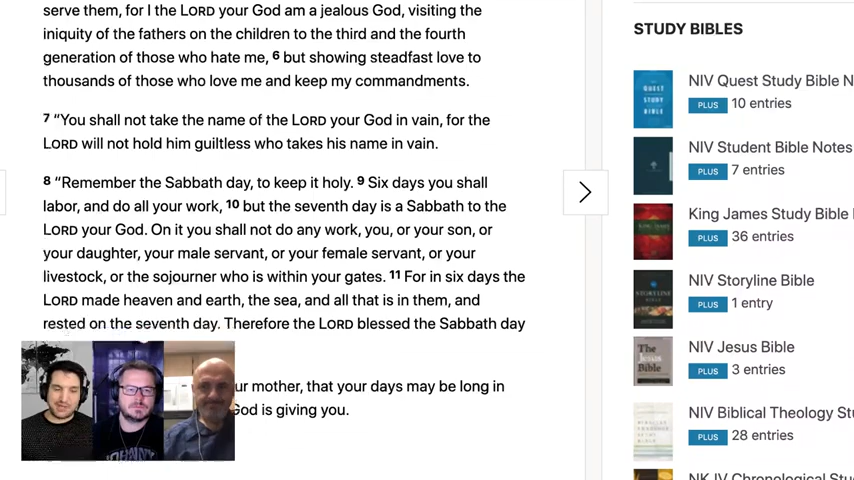 serve them, for I the LORD your God am a jealous God, visiting the
iniquity of the fathers on the children to the third and the fourth
generation of those who hate me, 6 but showing steadfast love to
thousands of those who love me and keep my commandments.
7 “You shall not take the name of the LORD your God in vain, for the
LORD will not hold him guiltless who takes his name in vain.
8 “Remember the Sabbath day, to keep it holy. 9 Six days you shall
labor, and do all your work, 10 but the seventh day is a Sabbath to the
LORD your God. On it you shall not do any work, you, or your son, or
your daughter, your male servant, or your female servant, or your
livestock, or the sojourner who is within your gates. 11 For in six days the
LORD made heaven and earth, the sea, and all that is in them, and
rested on the seventh day. Therefore the LORD blessed the Sabbath day
ur mother, that your days may be long in
God is giving you.
STUDY BIBLES
NIV Quest Study Bible N
PLUS 10 entries
NIV Student Bible Notes
PLUS 7 entries
King James Study Bible
PLUS 36 entries
NIV Storyline Bible
PLUS 1 entry
NIV Jesus Bible
PLUS 3 entries
NIV Biblical Theology St
PLUS 28 entries
NKJV Chronological Stu
QUEST
STUDY
BIBLE
STORYLINE
The
Jesus
Bible
JOHNNY